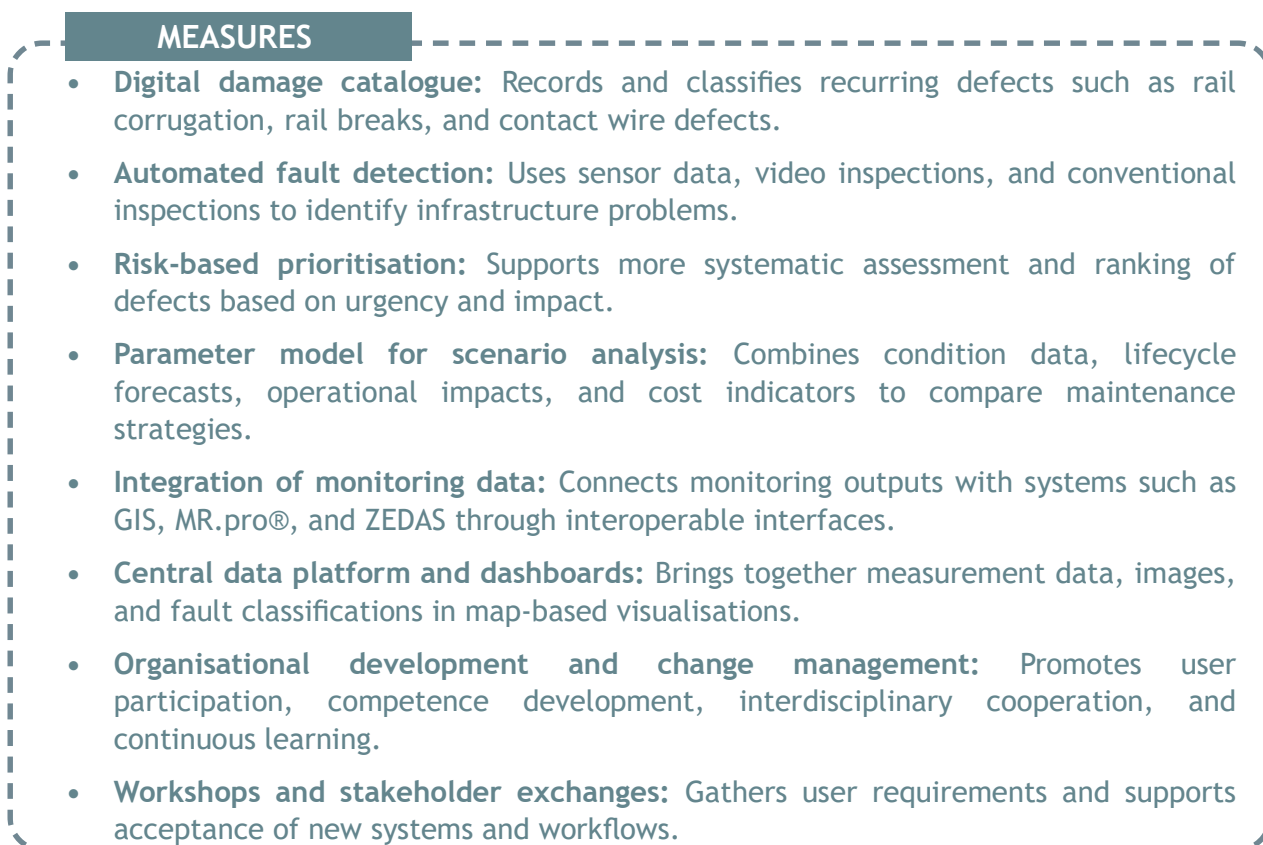 MEASURES
• Digital damage catalogue: Records and classifies recurring defects such as rail
corrugation, rail breaks, and contact wire defects.
• Automated fault detection: Uses sensor data, video inspections, and conventional
inspections to identify infrastructure problems.
• Risk-based prioritisation: Supports more systematic assessment and ranking of
defects based on urgency and impact.
• Parameter model for scenario analysis: Combines condition data, lifecycle
forecasts, operational impacts, and cost indicators to compare maintenance
strategies.
• Integration of monitoring data: Connects monitoring outputs with systems such as
GIS, MR.pro®, and ZEDAS through interoperable interfaces.
• Central data platform and dashboards: Brings together measurement data, images,
and fault classifications in map-based visualisations.
• Organisational development and change management: Promotes user
participation, competence development, interdisciplinary cooperation, and
continuous learning.
• Workshops and stakeholder exchanges: Gathers user requirements and supports
acceptance of new systems and workflows.